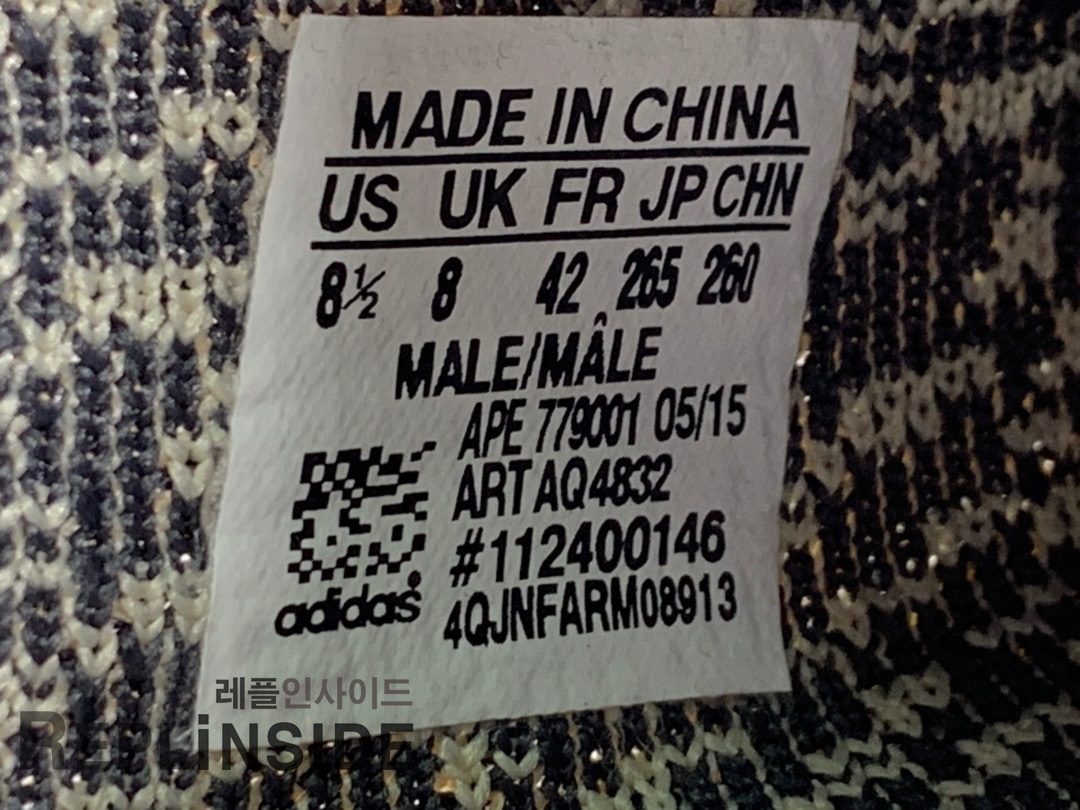 MADE IN CHINA
US UK FR JP CHN
8½ 8 42 265 260
MALE/MÂLE
APE 779001 05/15
ART AQ4832
#112400146
adidas
4QJNFARM08913
레플인사이드
REPLiNSIDE